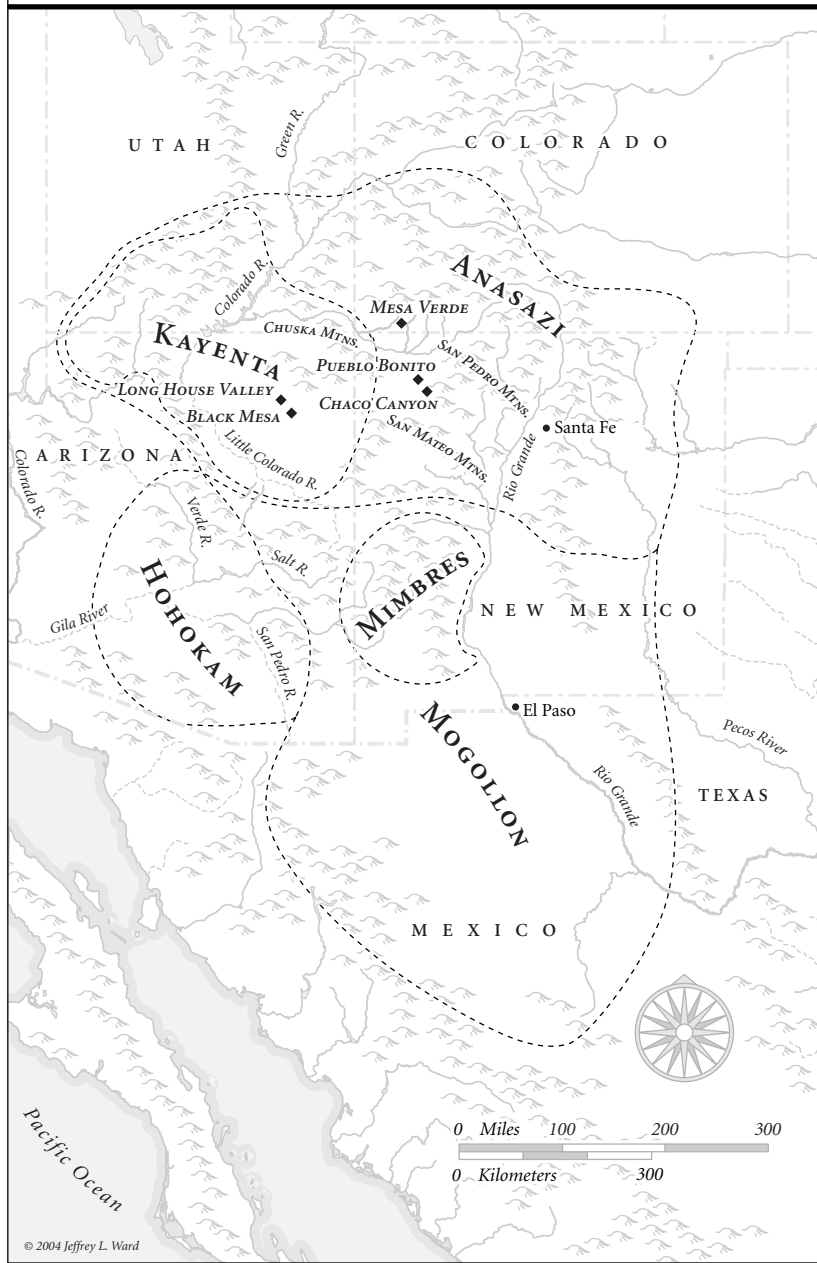 UTAH
COLORADO
Green R.
ANASAZI
Colorado R.
MESA VERDE
CHUSKA MTNS.
KAYENTA
SAN PEDRO MTNS.
PUEBLO BONITO
LONG HOUSE VALLEY
CHACO CANYON
BLACK MESA
SAN MATEO MTNS.
Santa Fe
Rio Grande
ARIZONA
Little Colorado R.
Colorado R.
Verde R.
Salt R.
HOHOKAM
MIMBRES
NEW MEXICO
Gila River
San Pedro R.
MOGOLLON
El Paso
Pecos River
Rio Grande
TEXAS
MEXICO
Pacific Ocean
0 Miles 100 200 300
0 Kilometers 300
© 2004 Jeffrey L. Ward